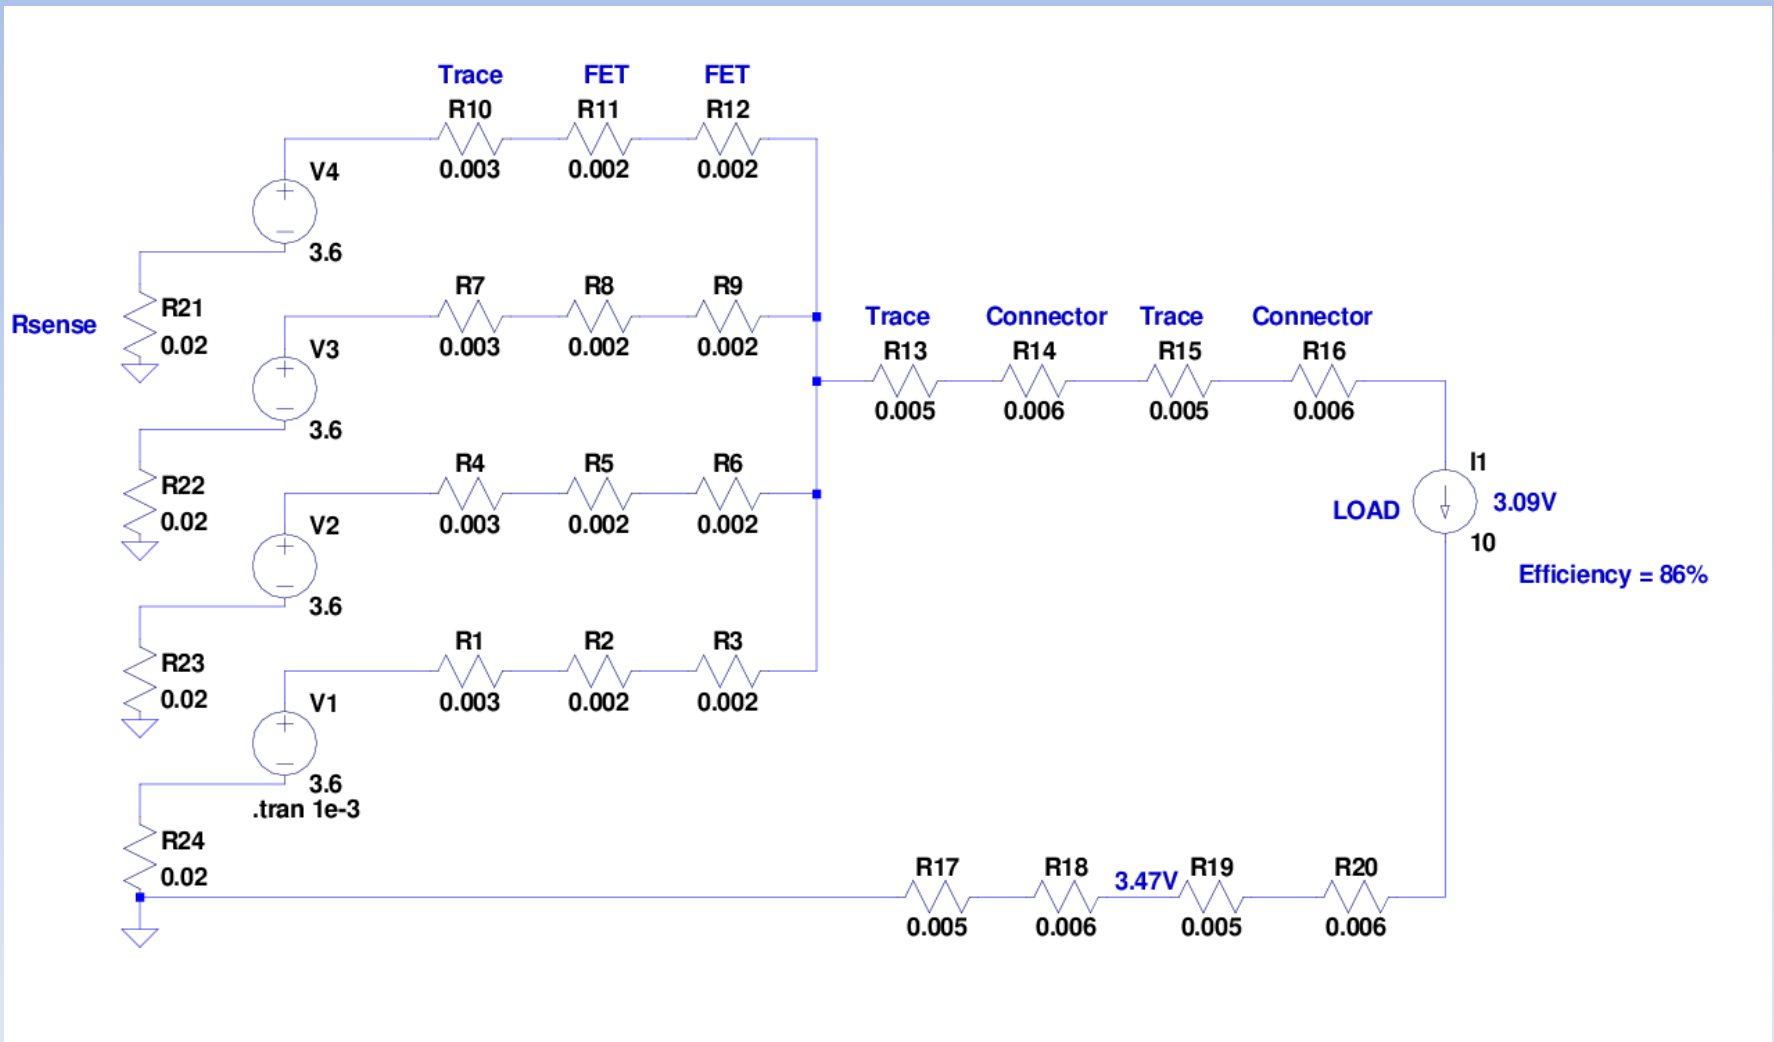 Trace FET FET
R10 R11 R12
0.003 0.002 0.002
V4
3.6
Rsense
R21
0.02
R7 R8 R9
0.003 0.002 0.002
V3
3.6
Trace Connector Trace Connector
R13 R14 R15 R16
0.005 0.006 0.005 0.006
R22
0.02
R4 R5 R6
0.003 0.002 0.002
V2
3.6
I1
LOAD 3.09V
10
Efficiency = 86%
R23
0.02
R1 R2 R3
0.003 0.002 0.002
V1
3.6
.tran 1e-3
R24
0.02
R17 R18 3.47V R19 R20
0.005 0.006 0.005 0.006